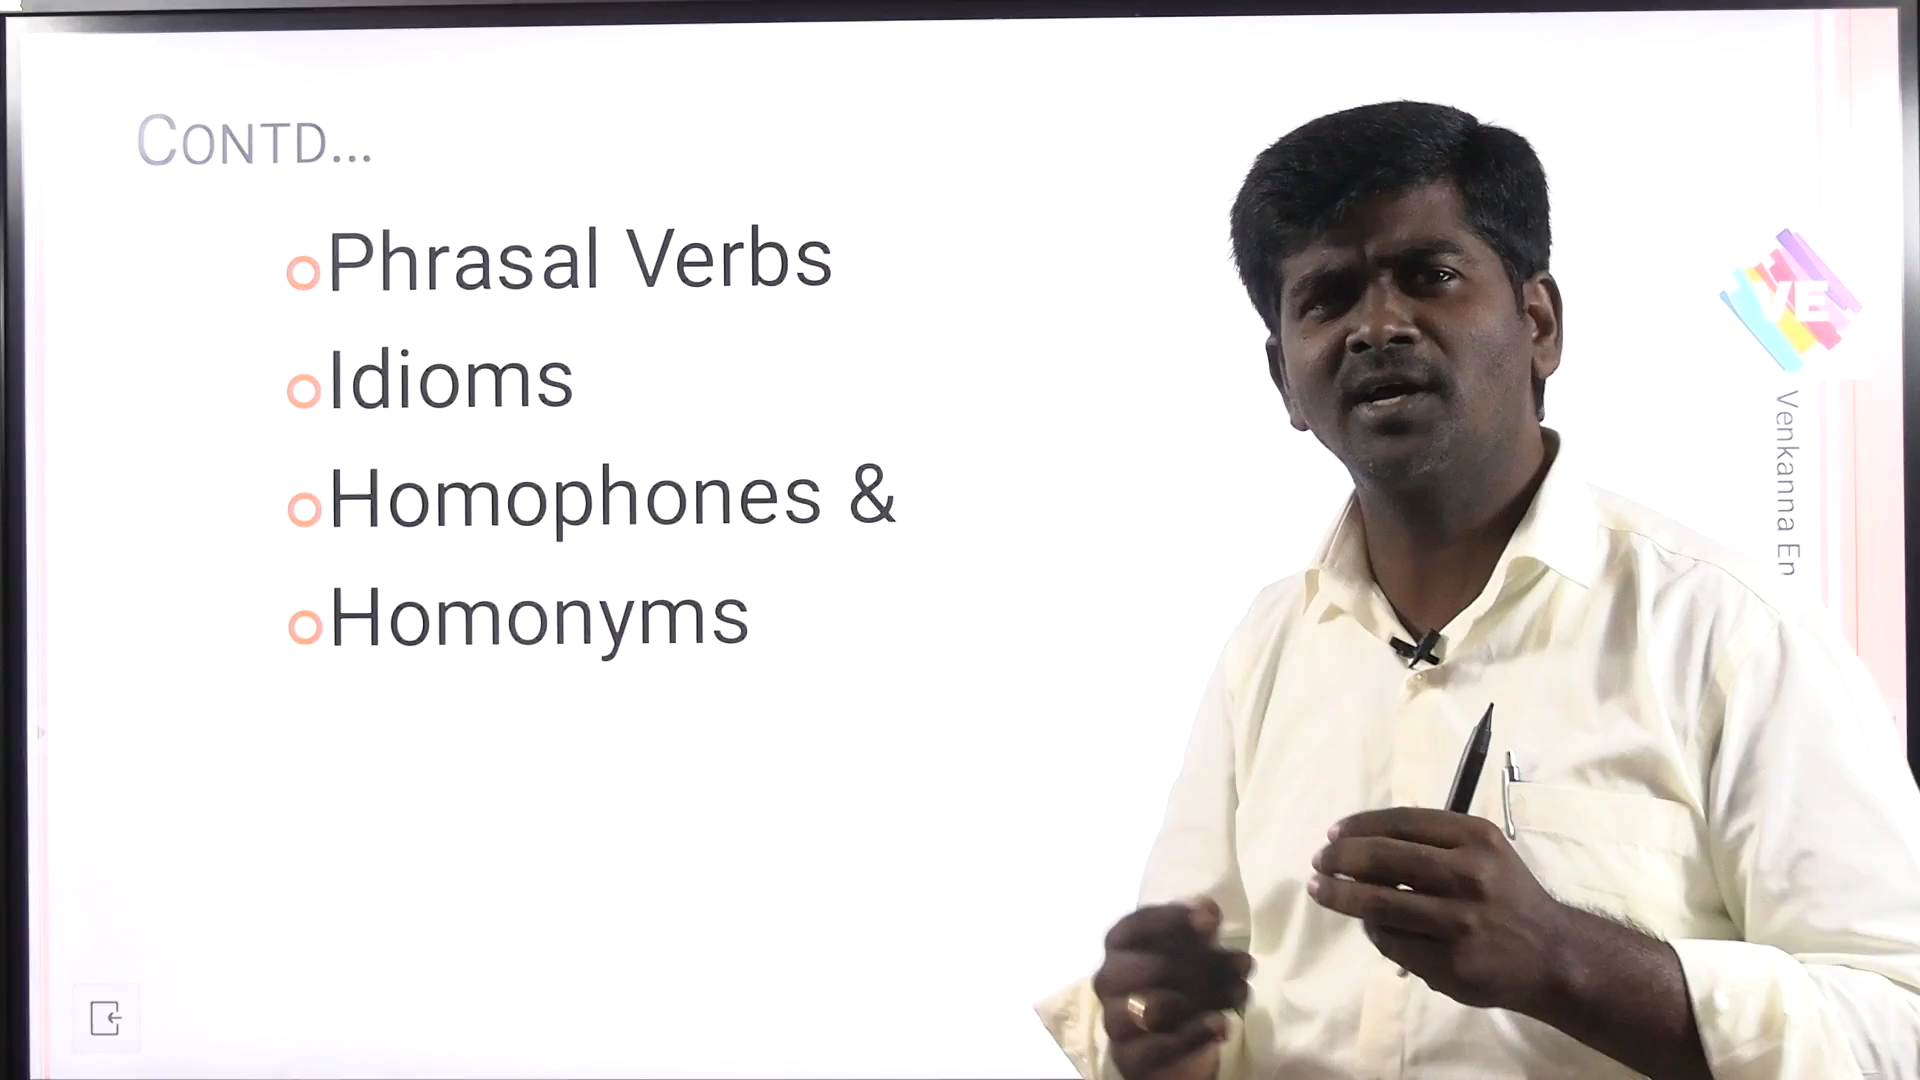 CONTD...
Phrasal Verbs
Idioms
Homophones &
Homonyms
VE
Venkanna En